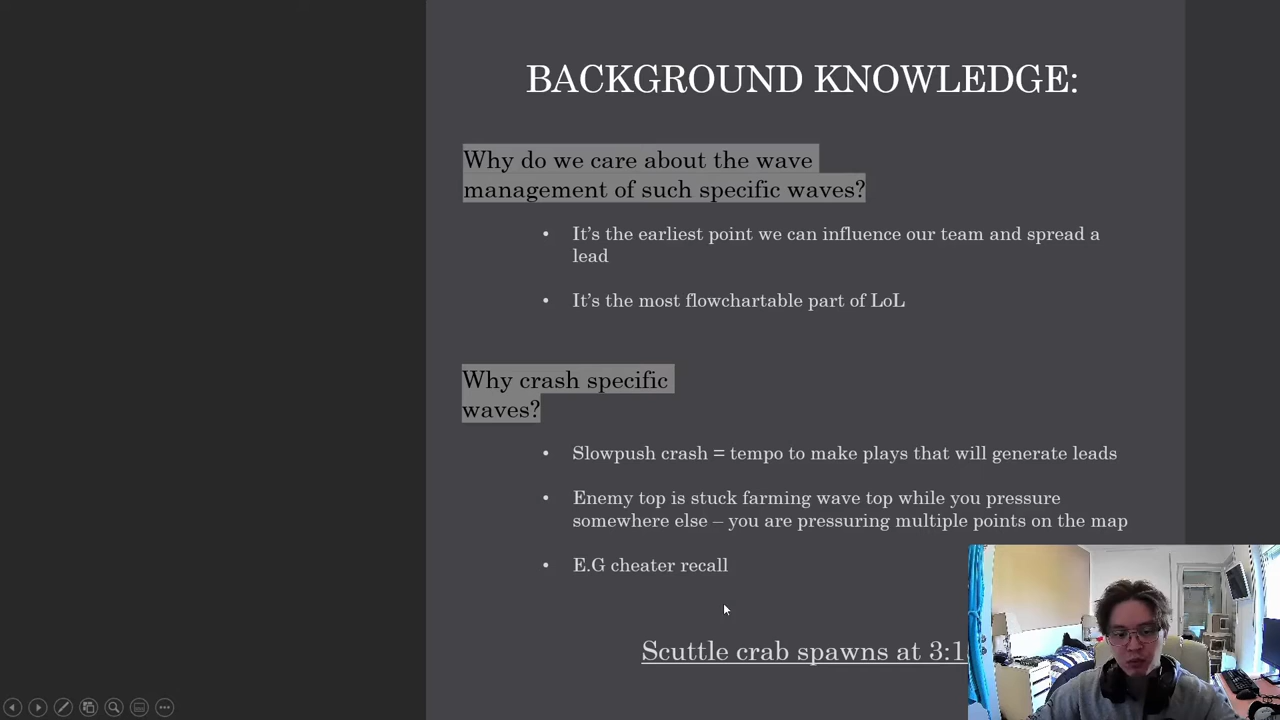 BACKGROUND KNOWLEDGE:
Why do we care about the wave
management of such specific waves?
• It's the earliest point we can influence our team and spread a
lead
• It's the most flowchartable part of LoL
Why crash specific
waves?
• Slowpush crash = tempo to make plays that will generate leads
• Enemy top is stuck farming wave top while you pressure
somewhere else – you are pressuring multiple points on the map
• E.G cheater recall
Scuttle crab spawns at